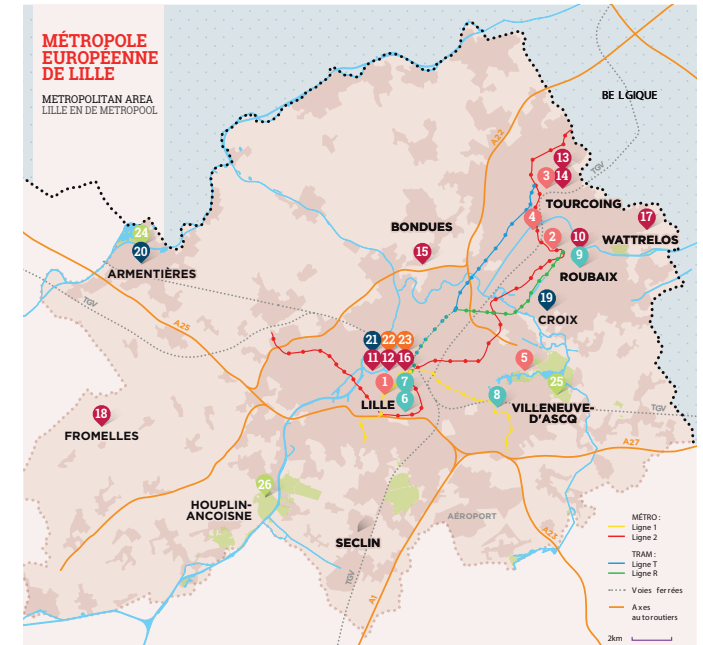 MÉTROPOLE
EUROPÉENNE
DE LILLE
METROPOLITAN AREA
LILLE EN DE METROPOOL
BE LGIQUE
A22
13
TGV
3 14
TOURCOING
4
17
BONDUES
2 10
WATTRELOS
24
15
9
20
ROUBAIX
ARMENTIÈRES
19
TGV
CROIX
A25
21 22 23
11 12 16
5
1 7
25
LILLE 6
8
VILLENEUVE-
D'ASCQ
TGV
18
FROMELLES
A27
26
HOUPLIN-
ANCOISNE
SECLIN
AÉROPORT
A23
TGV
A1
MÉTRO :
Ligne 1
Ligne 2
TRAM :
Ligne T
Ligne R
Voies ferrées
Axes
autoroutiers
2km